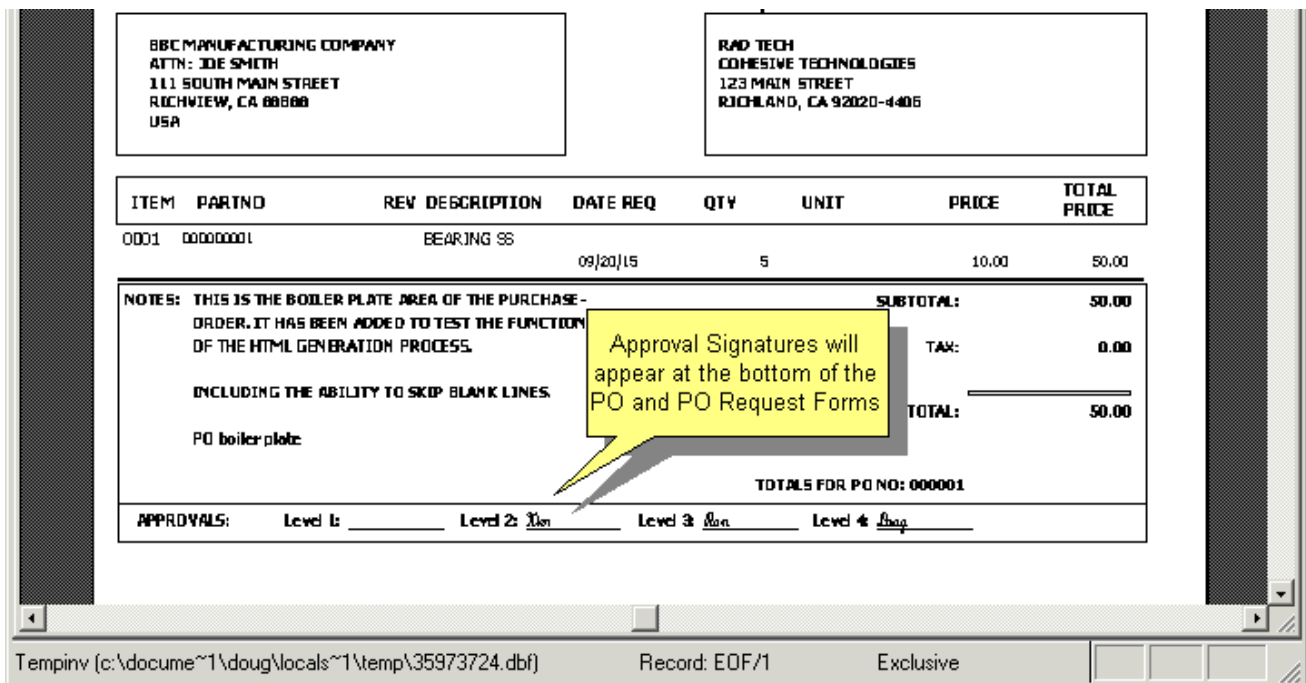 BBC MANUFACTURING COMPANY
ATTN: JOE SMITH
111 SOUTH MAIN STREET
RICHVIEW, CA 88888
USA
RAD TECH
COHESIVE TECHNOLOGIES
123 MAIN STREET
RICHLAND, CA 92020-4406
ITEM PARTNO REV DESCRIPTION DATE REQ QTY UNIT PRICE TOTAL PRICE
0001 000000001 BEARING SS
09/20/15 5 10.00 50.00
NOTES: THIS IS THE BOILER PLATE AREA OF THE PURCHASE- SUBTOTAL: 50.00
ORDER. IT HAS BEEN ADDED TO TEST THE FUNCTION
OF THE HTML GENERATION PROCESS. TAX: 0.00
INCLUDING THE ABILITY TO SKIP BLANK LINES.
TOTAL: 50.00
PO boiler plate
Approval Signatures will
appear at the bottom of the
PO and PO Request Forms
TOTALS FOR PO NO: 000001
APPROVALS: Level 1: Level 2: Level 3: Ron Level 4: Doug
Tempinv (c:\docume~1\doug\locals~1\temp\35973724.dbf) Record: EOF/1 Exclusive